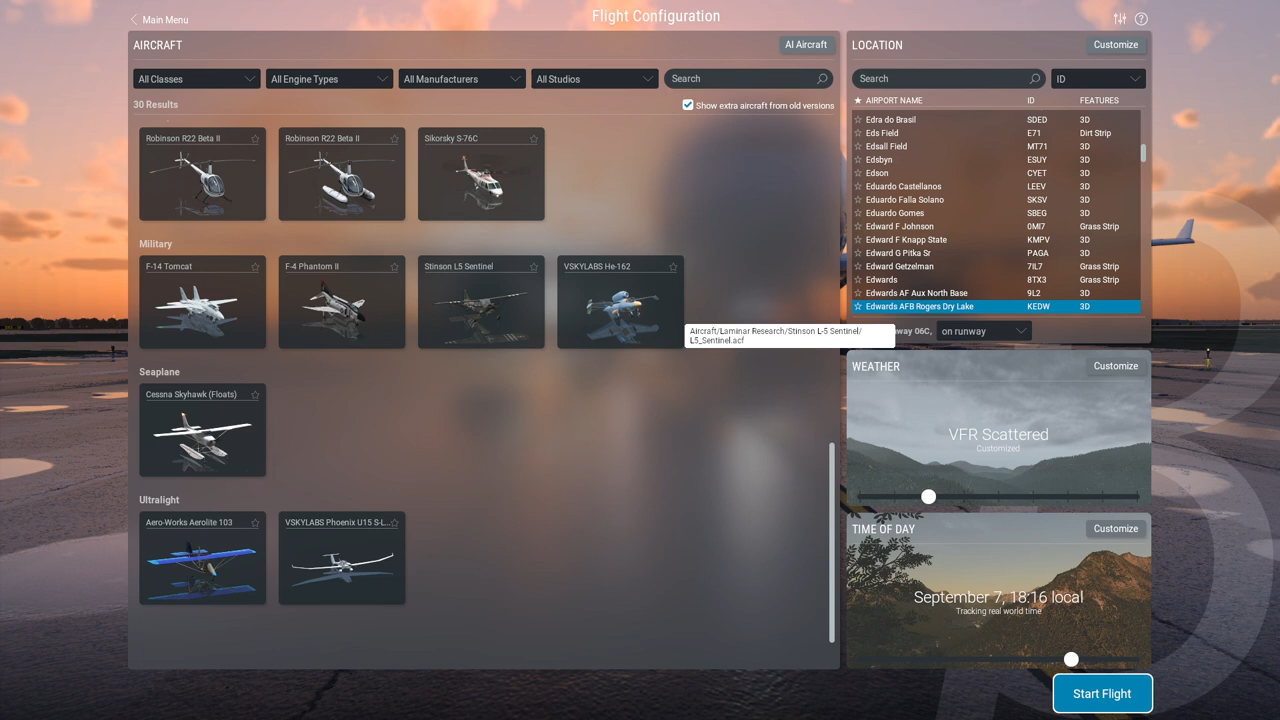 Main Menu
Flight Configuration
AIRCRAFT
AI Aircraft
All Classes
All Engine Types
All Manufacturers
All Studios
Search
30 Results
Show extra aircraft from old versions
Robinson R22 Beta II
Robinson R22 Beta II
Sikorsky S-76C
Military
F-14 Tomcat
F-4 Phantom II
Stinson L5 Sentinel
VSKYLABS He-162
Aircraft/Laminar Research/Stinson L-5 Sentinel/
L5_Sentinel.acf
Seaplane
Cessna Skyhawk (Floats)
Ultralight
Aero-Works Aerolite 103
VSKYLABS Phoenix U15 S-L...
LOCATION
Customize
Search
ID
AIRPORT NAME ID FEATURES
Edra do Brasil SDED 3D
Eds Field E71 Dirt Strip
Edsall Field MT71 3D
Edsbyn ESUY 3D
Edson CYET 3D
Eduardo Castellanos LEEV 3D
Eduardo Falla Solano SKSV 3D
Eduardo Gomes SBEG 3D
Edward F Johnson 0MI7 Grass Strip
Edward F Knapp State KMPV 3D
Edward G Pitka Sr PAGA 3D
Edward Getzelman 7IL7 Grass Strip
Edwards 8TX3 Grass Strip
Edwards AF Aux North Base 9L2 3D
Edwards AFB Rogers Dry Lake KEDW 3D
way 06C, on runway
WEATHER
Customize
VFR Scattered
Customized
TIME OF DAY
Customize
September 7, 18:16 local
Tracking real world time
Start Flight